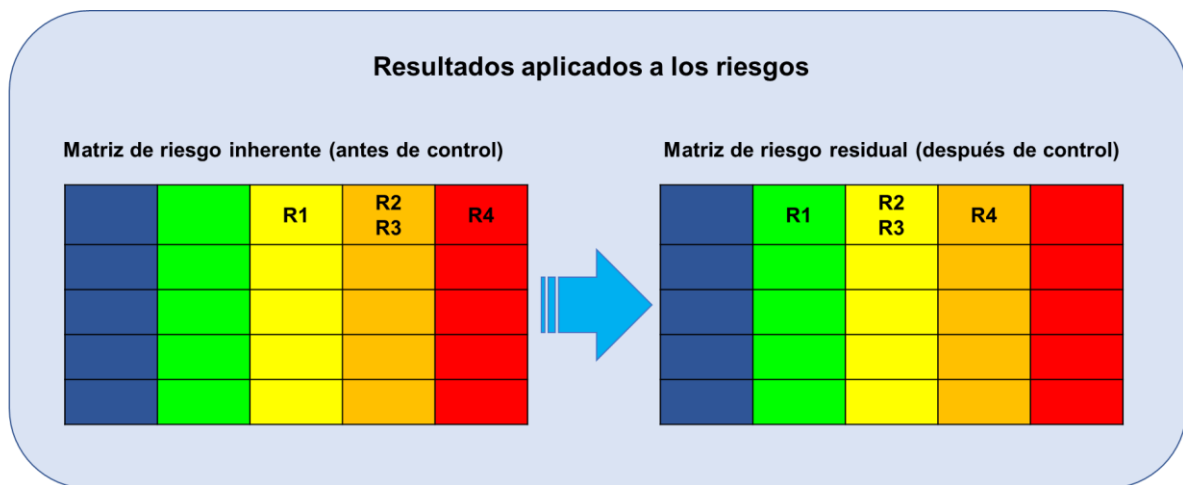 Resultados aplicados a los riesgos
Matriz de riesgo inherente (antes de control)
R1
R2
R3
R4
Matriz de riesgo residual (después de control)
R1
R2
R3
R4